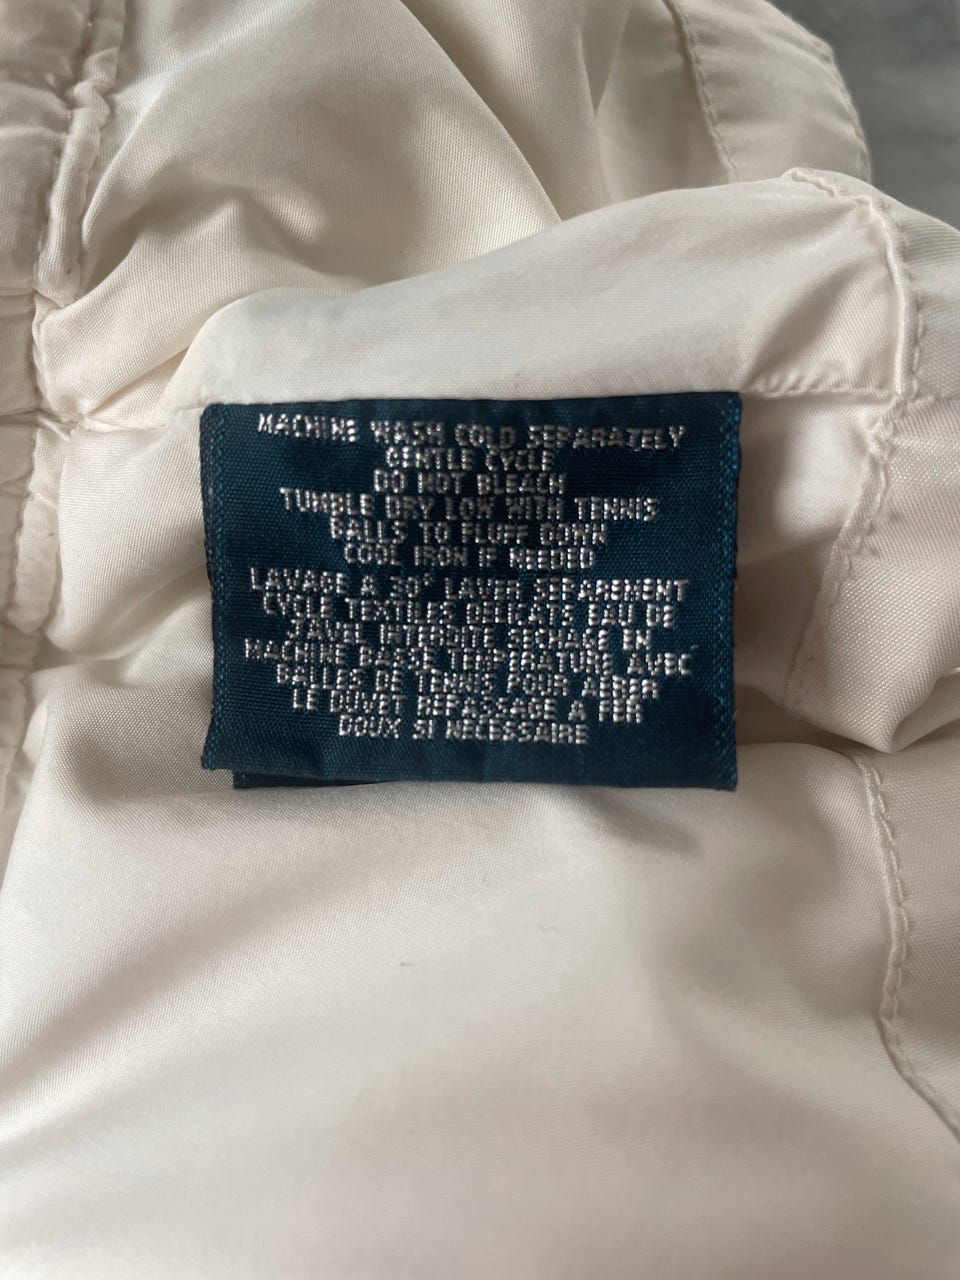 MACHINE WASH COLD SEPARATELY
GENTLE CYCLE
DO NOT BLEACH
TUMBLE DRY LOW WITH TENNIS
BALLS TO FLUFF DOWN
COOL IRON IF NEEDED
LAVAGE A 30° LAVER SEPAREMENT
CYCLE TEXTILES DELICATS EAU DE
JAVEL INTERDITE SECHAGE EN
MACHINE BASSE TEMPERATURE AVEC
BALLES DE TENNIS POUR AERER
LE DUVET REPASSAGE A FER
DOUX SI NECESSAIRE